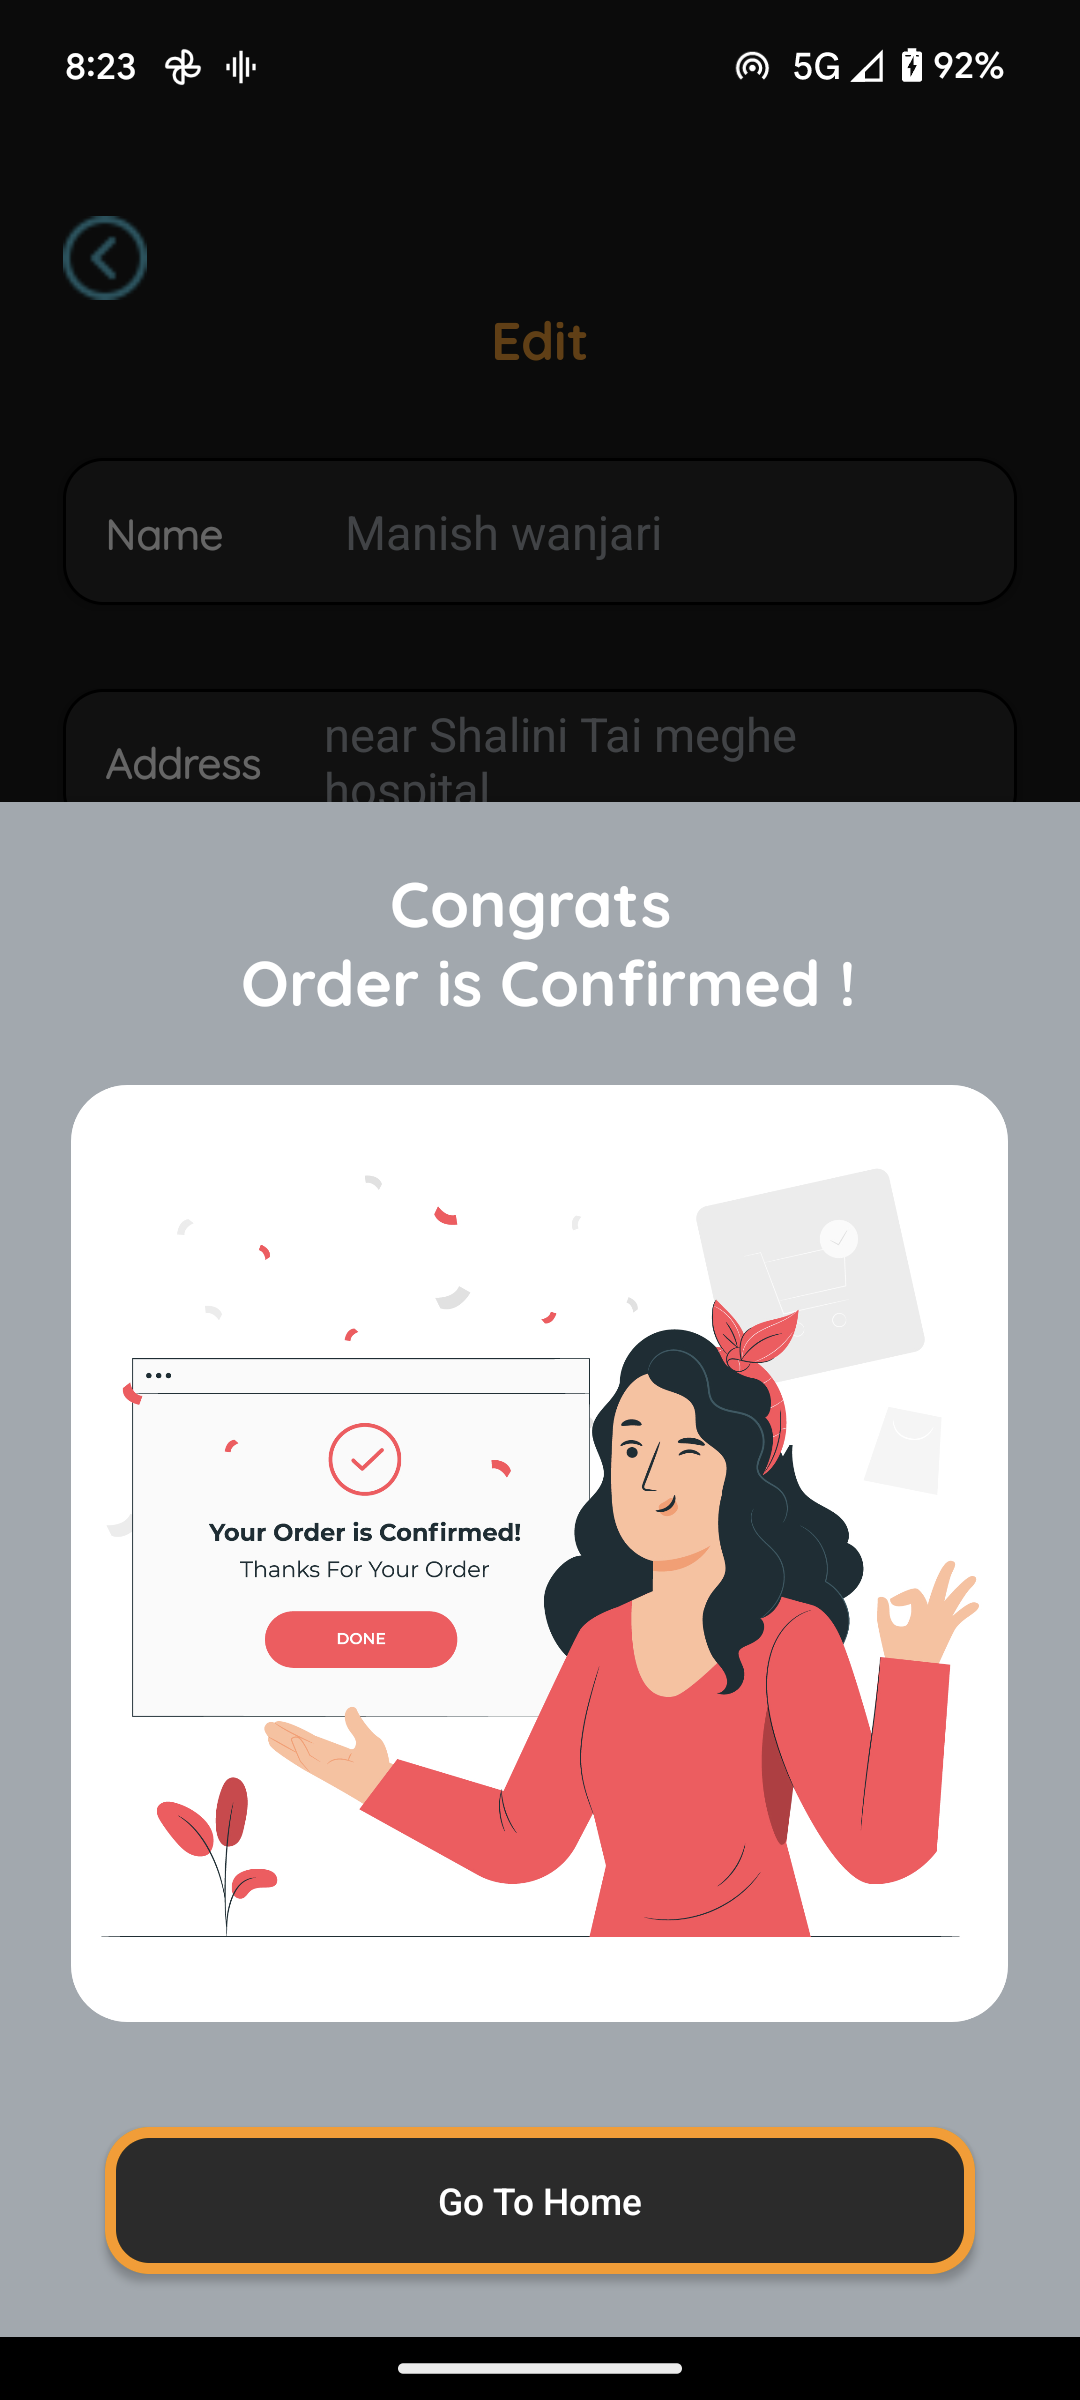 8:23 5G 92%
Edit
Name Manish wanjari
Address near Shalini Tai meghe
hospital
Congrats
Order is Confirmed !
Your Order is Confirmed!
Thanks For Your Order
DONE
Go To Home